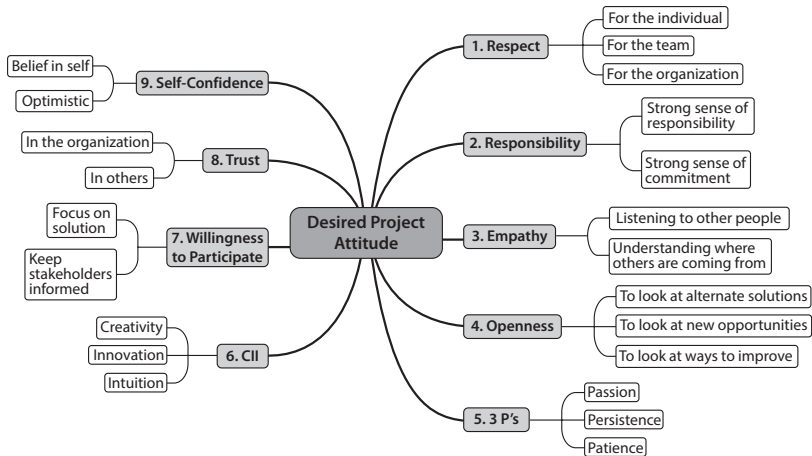 Desired Project
Attitude
1. Respect
For the individual
For the team
For the organization
2. Responsibility
Strong sense of
responsibility
Strong sense of
commitment
3. Empathy
Listening to other people
Understanding where
others are coming from
4. Openness
To look at alternate solutions
To look at new opportunities
To look at ways to improve
5. 3 P's
Passion
Persistence
Patience
6. CII
Creativity
Innovation
Intuition
7. Willingness
to Participate
Focus on
solution
Keep
stakeholders
informed
8. Trust
In the organization
In others
9. Self-Confidence
Belief in self
Optimistic